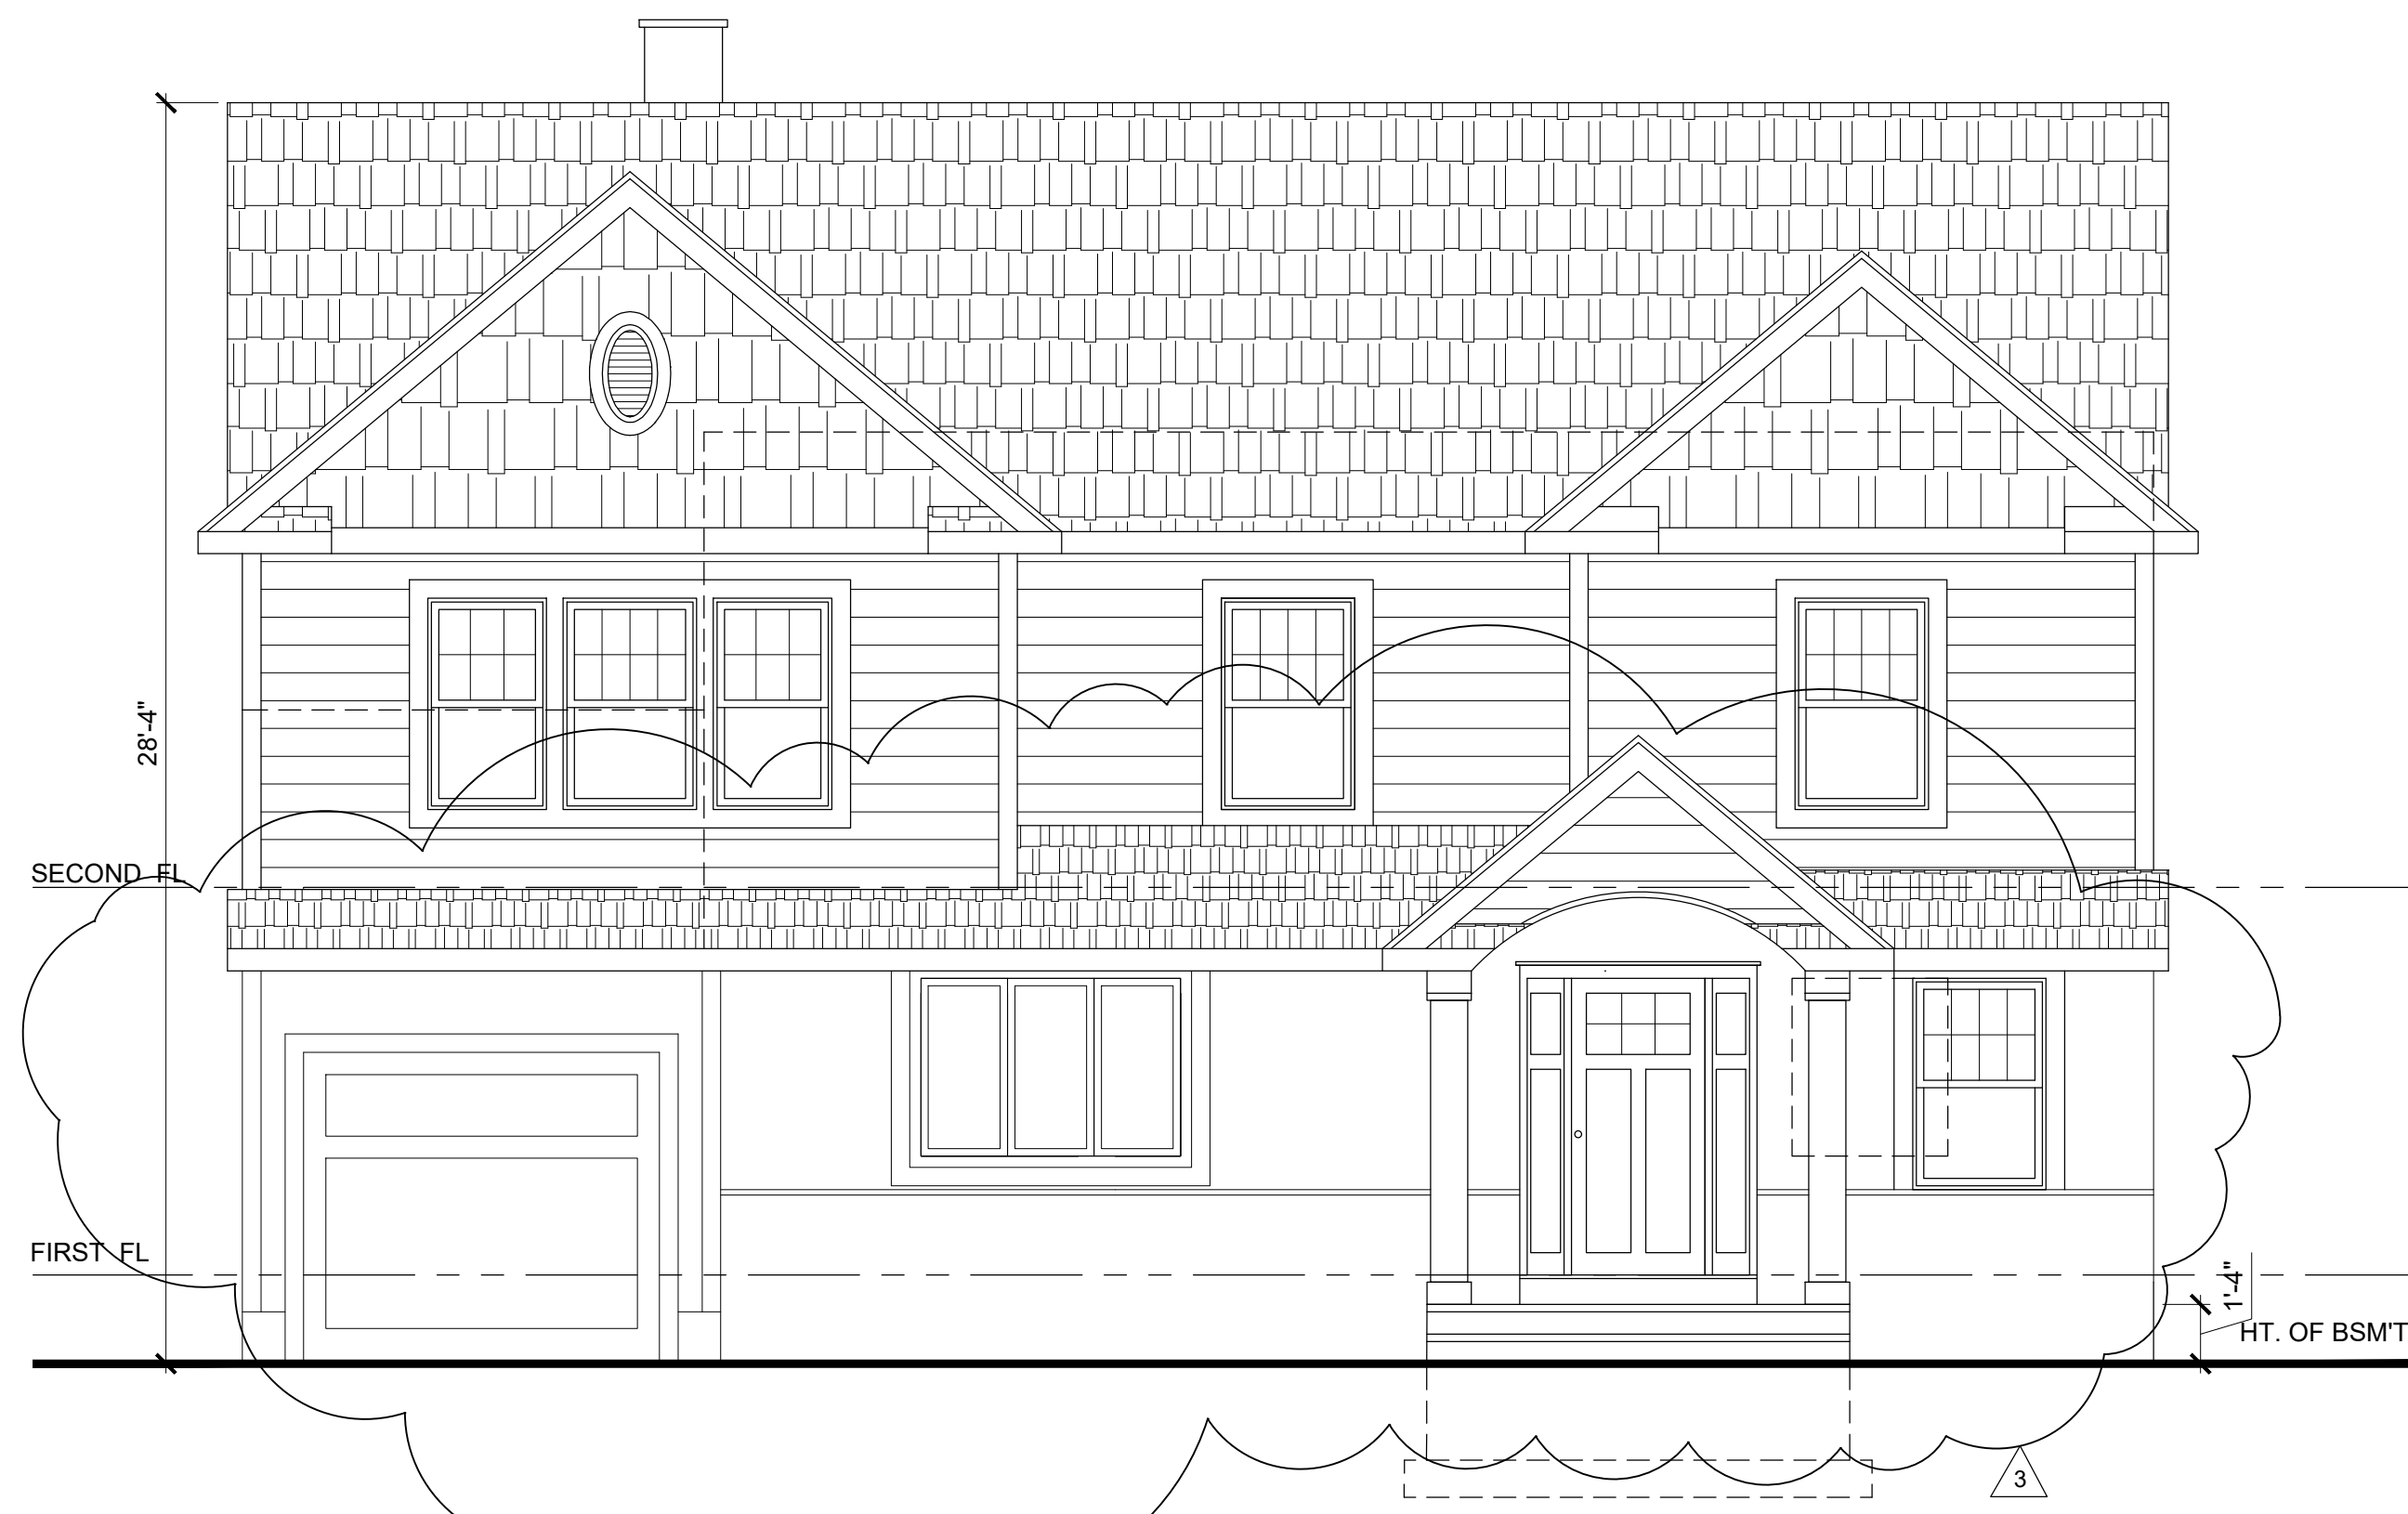 28'-4"
SECOND FL
FIRST FL
1'-4"
HT. OF BSM'T
3